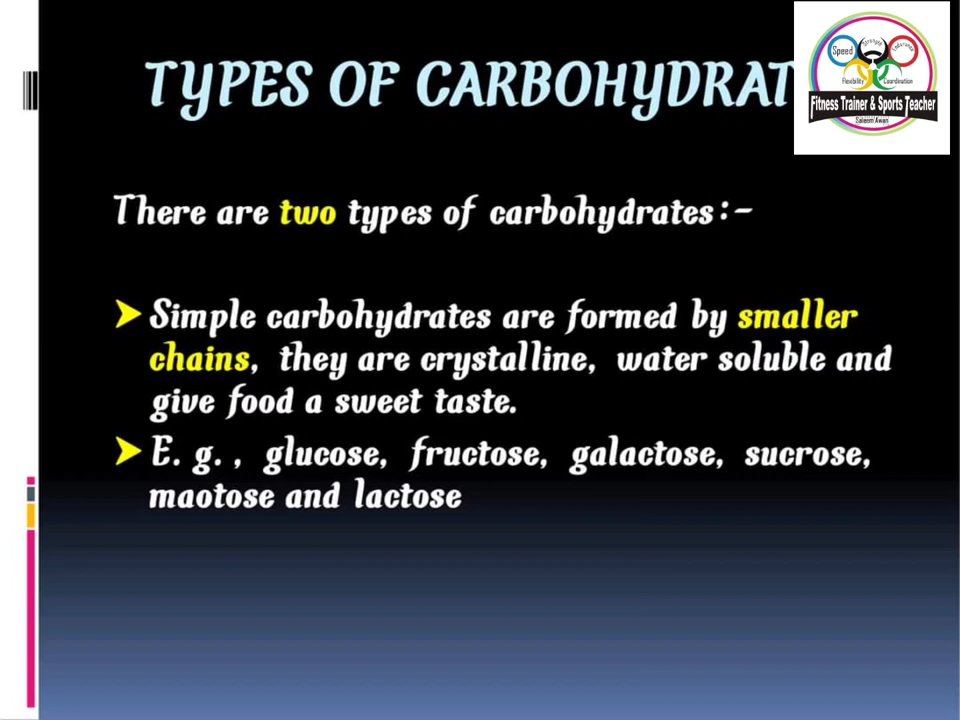 TYPES OF CARBOHYDRAT
Speed
Strength
Endurance
Flexibility
Coordination
Fitness Trainer & Sports Teacher
Saleem Awan
There are two types of carbohydrates:-
Simple carbohydrates are formed by smaller
chains, they are crystalline, water soluble and
give food a sweet taste.
E. g. , glucose, fructose, galactose, sucrose,
maotose and lactose